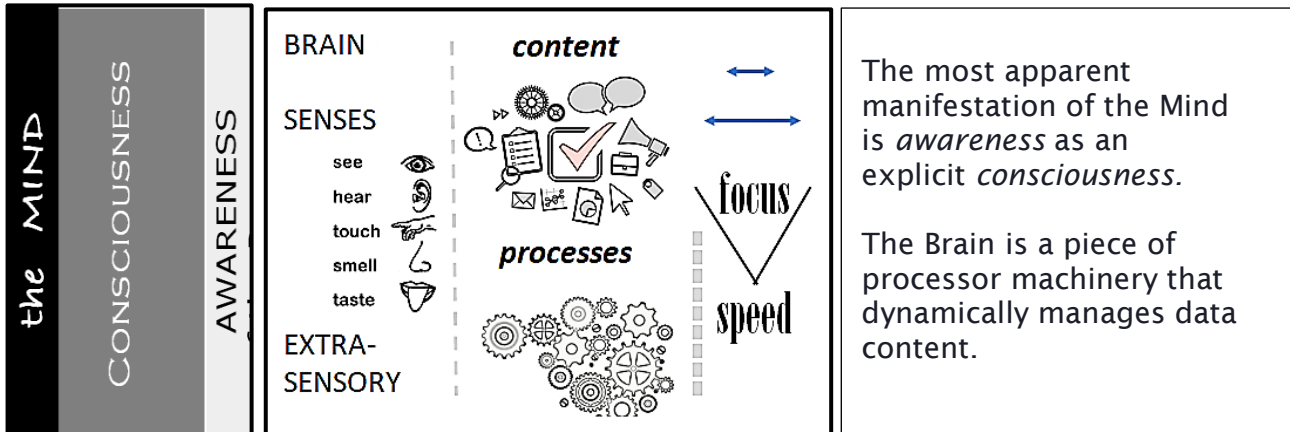 the MIND
CONSCIOUSNESS
AWARENESS
BRAIN
SENSES
see
hear
touch
smell
taste
EXTRA-
SENSORY
content
processes
focus
speed
The most apparent
manifestation of the Mind
is awareness as an
explicit consciousness.
The Brain is a piece of
processor machinery that
dynamically manages data
content.